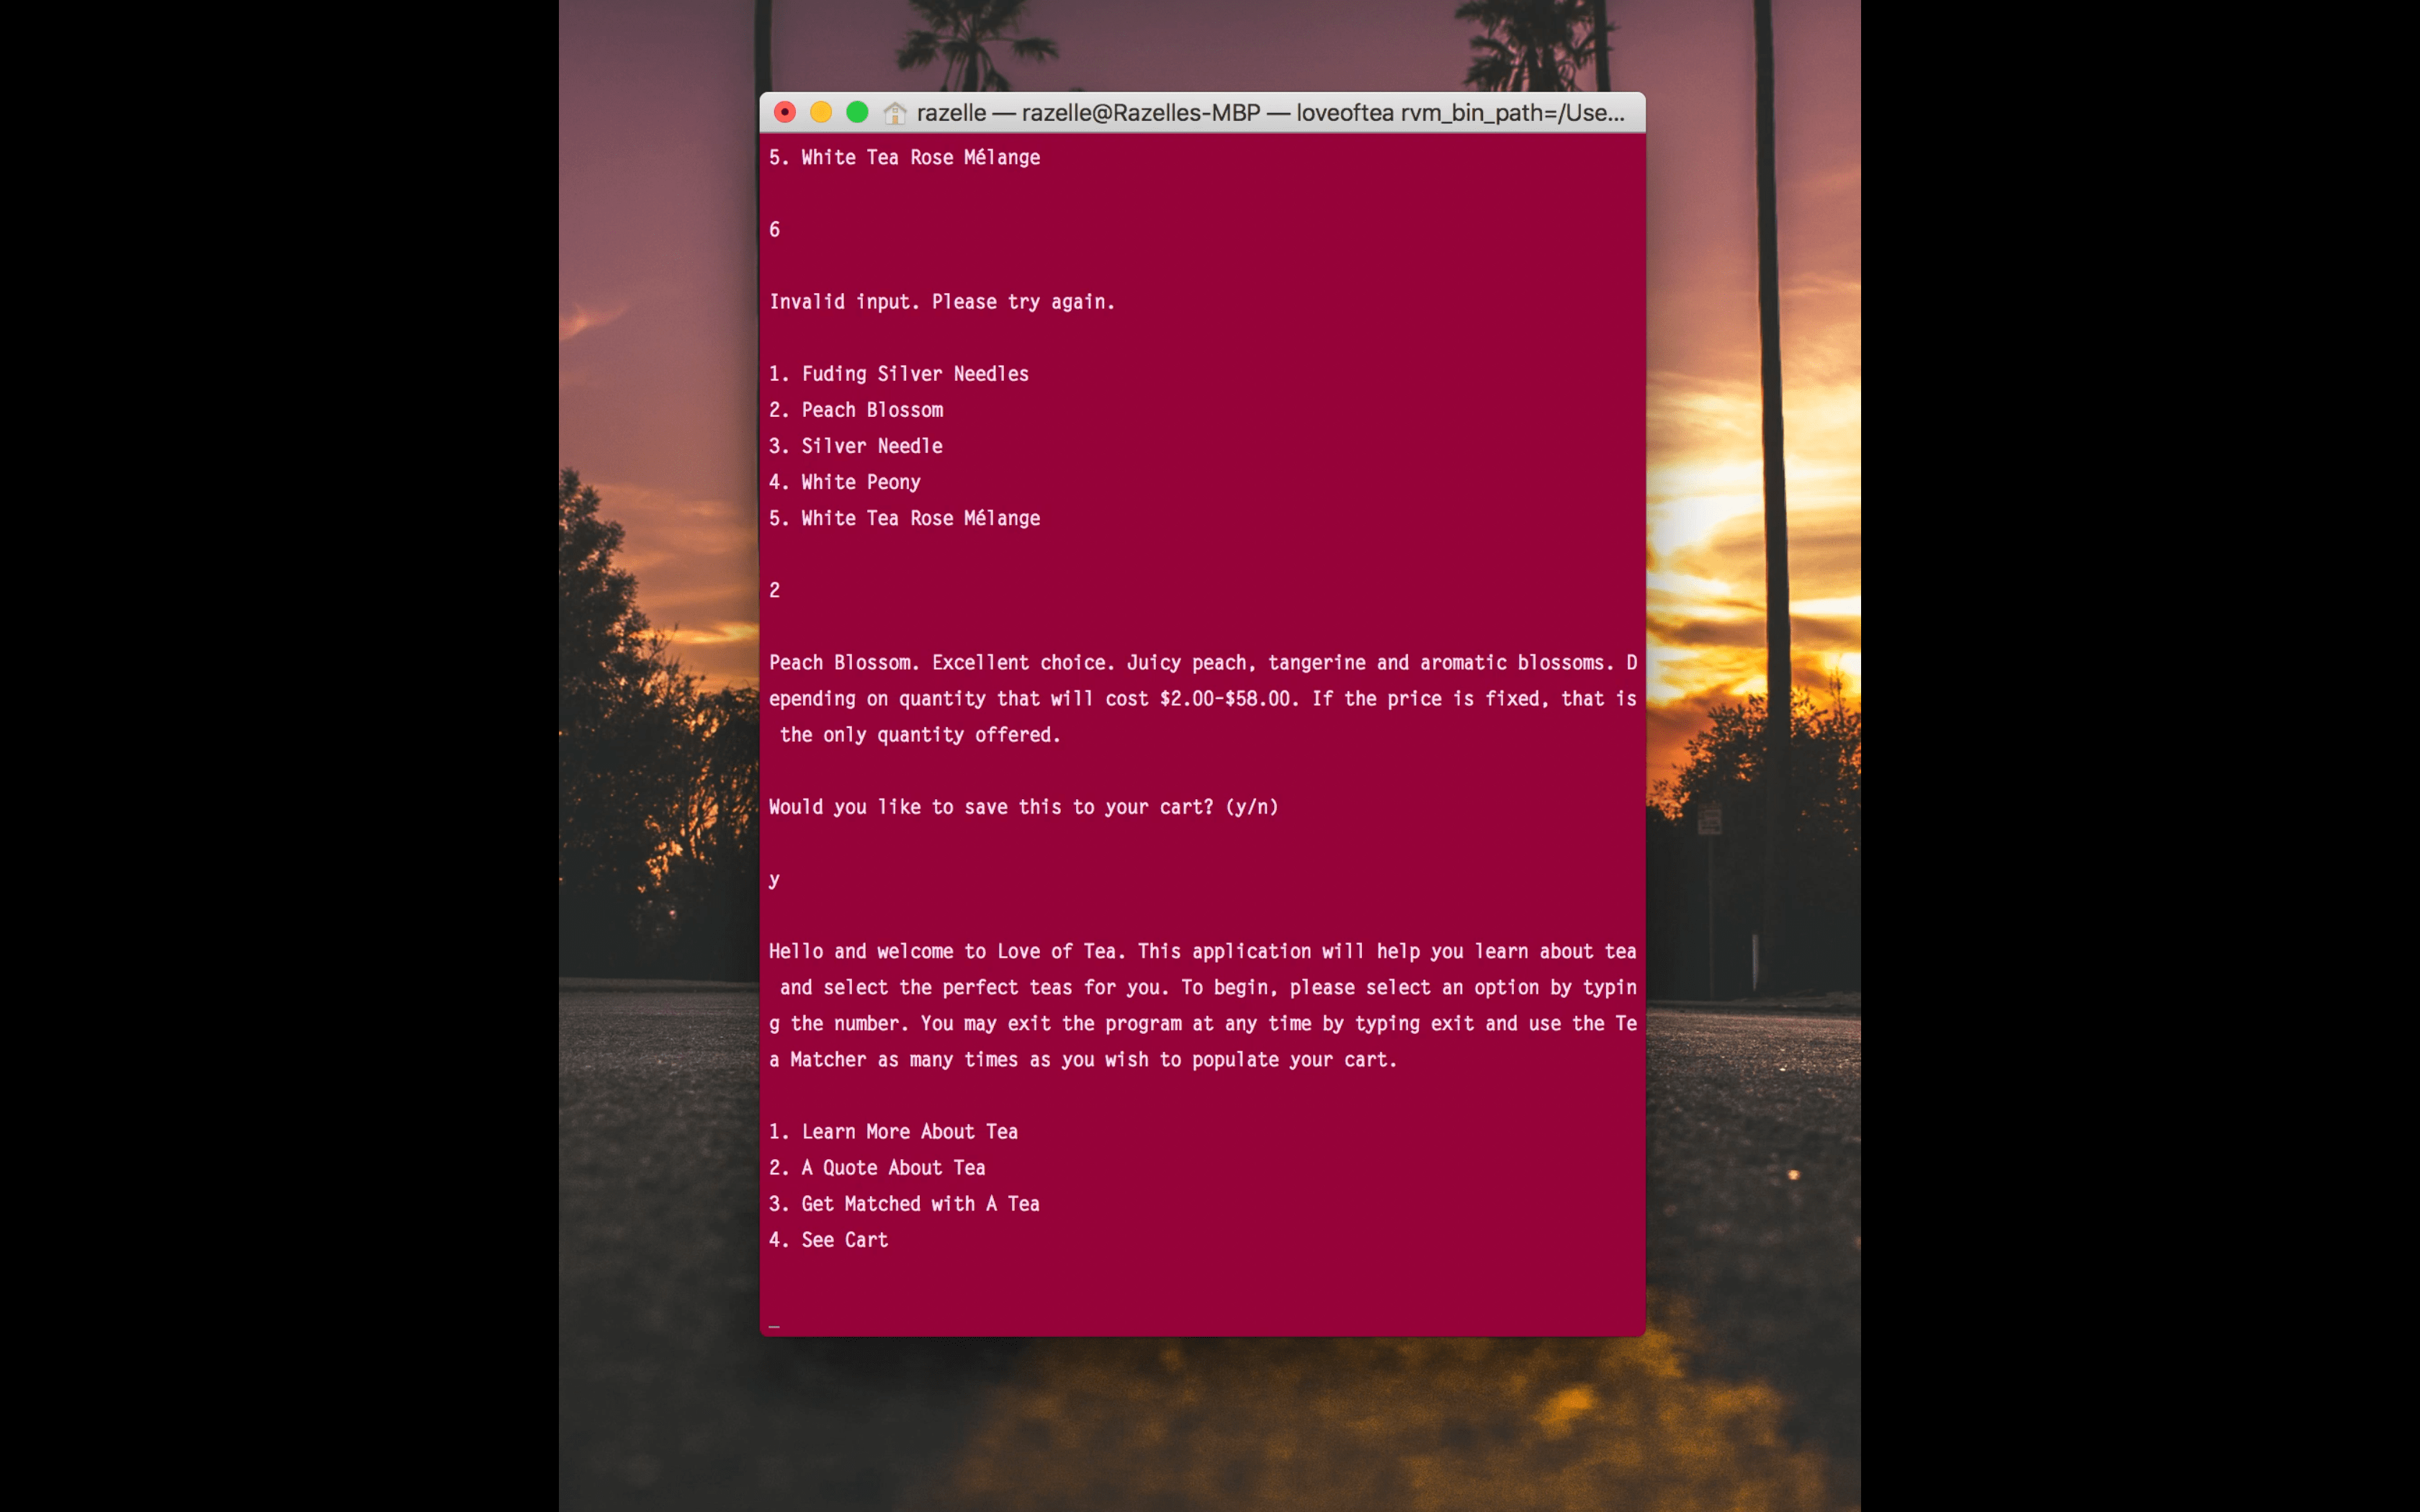 razelle — razelle@Razelles-MBP — loveoftea rvm_bin_path=/Use...
5. White Tea Rose Mélange
6
Invalid input. Please try again.
1. Fuding Silver Needles
2. Peach Blossom
3. Silver Needle
4. White Peony
5. White Tea Rose Mélange
2
Peach Blossom. Excellent choice. Juicy peach, tangerine and aromatic blossoms. D
epending on quantity that will cost $2.00-$58.00. If the price is fixed, that is
 the only quantity offered.
Would you like to save this to your cart? (y/n)
y
Hello and welcome to Love of Tea. This application will help you learn about tea
 and select the perfect teas for you. To begin, please select an option by typin
g the number. You may exit the program at any time by typing exit and use the Te
a Matcher as many times as you wish to populate your cart.
1. Learn More About Tea
2. A Quote About Tea
3. Get Matched with A Tea
4. See Cart
_